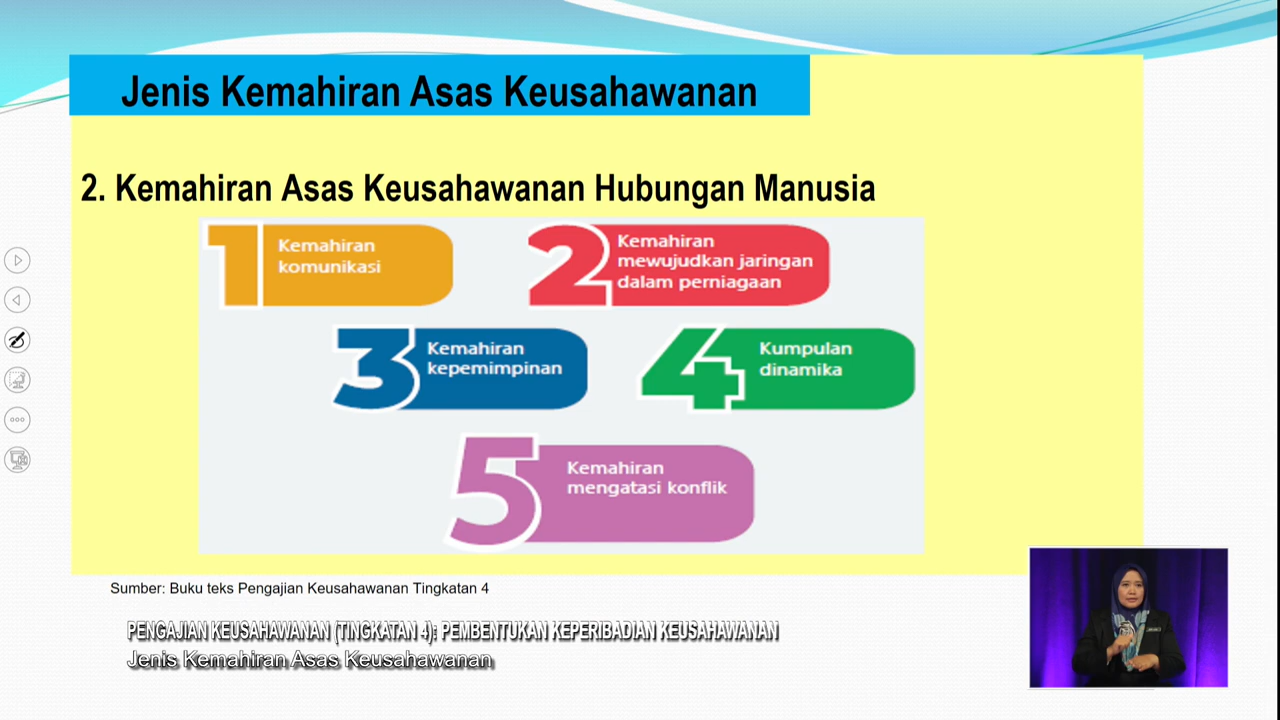 Jenis Kemahiran Asas Keusahawanan
2. Kemahiran Asas Keusahawanan Hubungan Manusia
1 Kemahiran
komunikasi
2 Kemahiran
mewujudkan jaringan
dalam perniagaan
3 Kemahiran
kepemimpinan
4 Kumpulan
dinamika
5 Kemahiran
mengatasi konflik
Sumber: Buku teks Pengajian Keusahawanan Tingkatan 4
PENGAJIAN KEUSAHAWANAN (TINGKATAN 4): PEMBENTUKAN KEPERIBADIAN KEUSAHAWANAN
Jenis Kemahiran Asas Keusahawanan